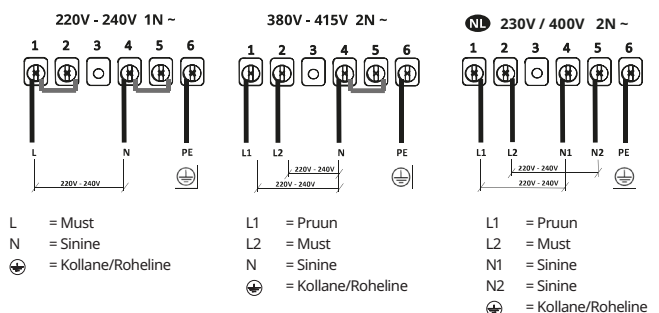 220V - 240V 1N ~
1 2 3 4 5 6
L N PE
220V - 240V
L = Must
N = Sinine
= Kollane/Roheline
380V - 415V 2N ~
1 2 3 4 5 6
L1 L2 N PE
220V - 240V
220V - 240V
L1 = Pruun
L2 = Must
N = Sinine
= Kollane/Roheline
NL 230V / 400V 2N ~
1 2 3 4 5 6
L1 L2 N1 N2 PE
220V - 240V
220V - 240V
L1 = Pruun
L2 = Must
N1 = Sinine
N2 = Sinine
= Kollane/Roheline